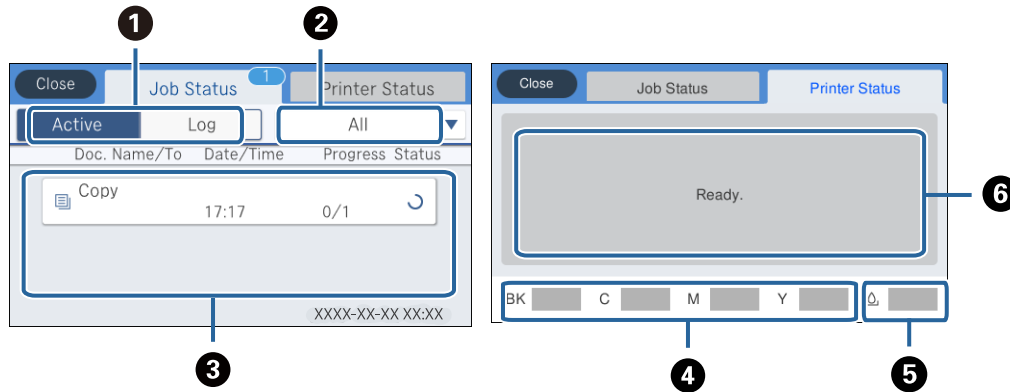 1
2
Close
Job Status
1
Printer Status
Active
Log
All
Doc. Name/To Date/Time Progress Status
Copy
17:17 0/1
XXXX-XX-XX XX:XX
3
Close
Job Status
Printer Status
Ready.
6
BK C M Y
4
5